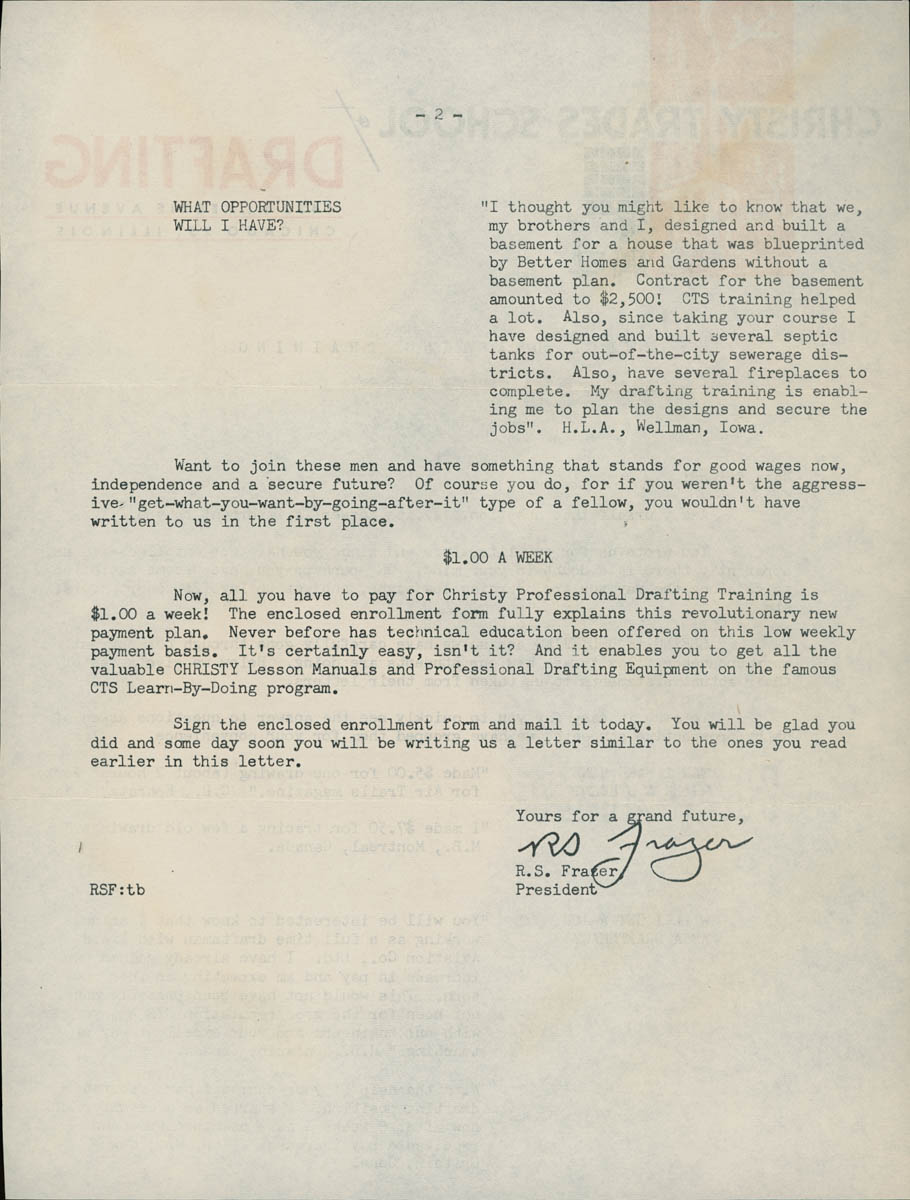 - 2 -
WHAT OPPORTUNITIES
WILL I HAVE?
"I thought you might like to know that we,
my brothers and I, designed and built a
basement for a house that was blueprinted
by Better Homes and Gardens without a
basement plan.  Contract for the basement
amounted to $2,500!  CTS training helped
a lot.  Also, since taking your course I
have designed and built several septic
tanks for out-of-the-city sewerage dis-
tricts.  Also, have several fireplaces to
complete.  My drafting training is enabl-
ing me to plan the designs and secure the
jobs".  H.L.A., Wellman, Iowa.
Want to join these men and have something that stands for good wages now,
independence and a secure future?  Of course you do, for if you weren't the aggress-
ive-"get-what-you-want-by-going-after-it" type of a fellow, you wouldn't have
written to us in the first place.
$1.00 A WEEK
Now, all you have to pay for Christy Professional Drafting Training is
$1.00 a week!  The enclosed enrollment form fully explains this revolutionary new
payment plan.  Never before has technical education been offered on this low weekly
payment basis.  It's certainly easy, isn't it?  And it enables you to get all the
valuable CHRISTY Lesson Manuals and Professional Drafting Equipment on the famous
CTS Learn-By-Doing program.
Sign the enclosed enrollment form and mail it today.  You will be glad you
did and some day soon you will be writing us a letter similar to the ones you read
earlier in this letter.
Yours for a grand future,
RS Frazer
R.S. Frazer
President
RSF:tb